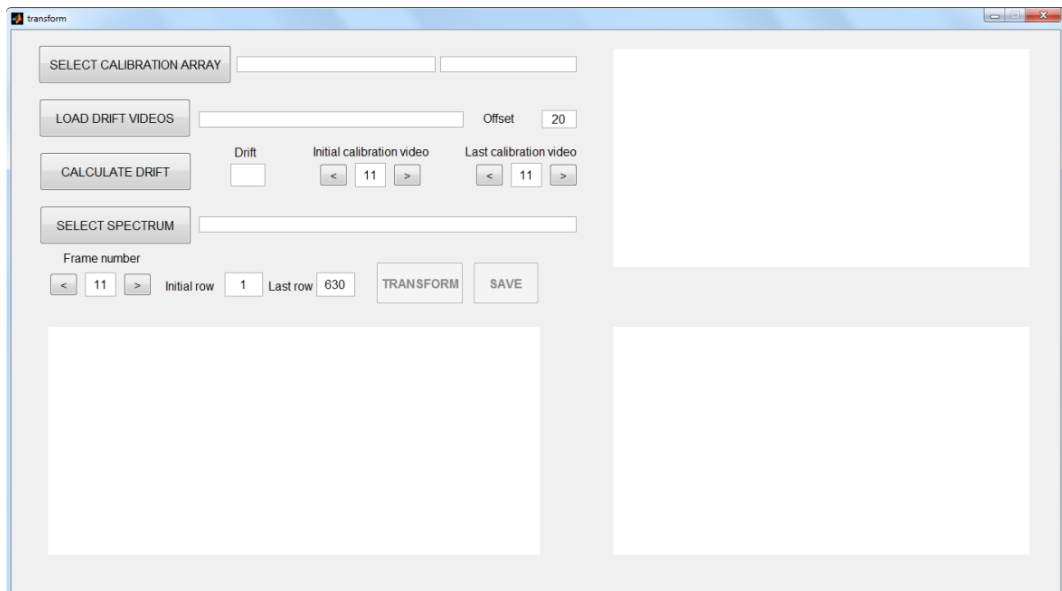 transform
SELECT CALIBRATION ARRAY
LOAD DRIFT VIDEOS Offset 20
Drift Initial calibration video Last calibration video
CALCULATE DRIFT < 11 > < 11 >
SELECT SPECTRUM
Frame number
< 11 > Initial row 1 Last row 630 TRANSFORM SAVE